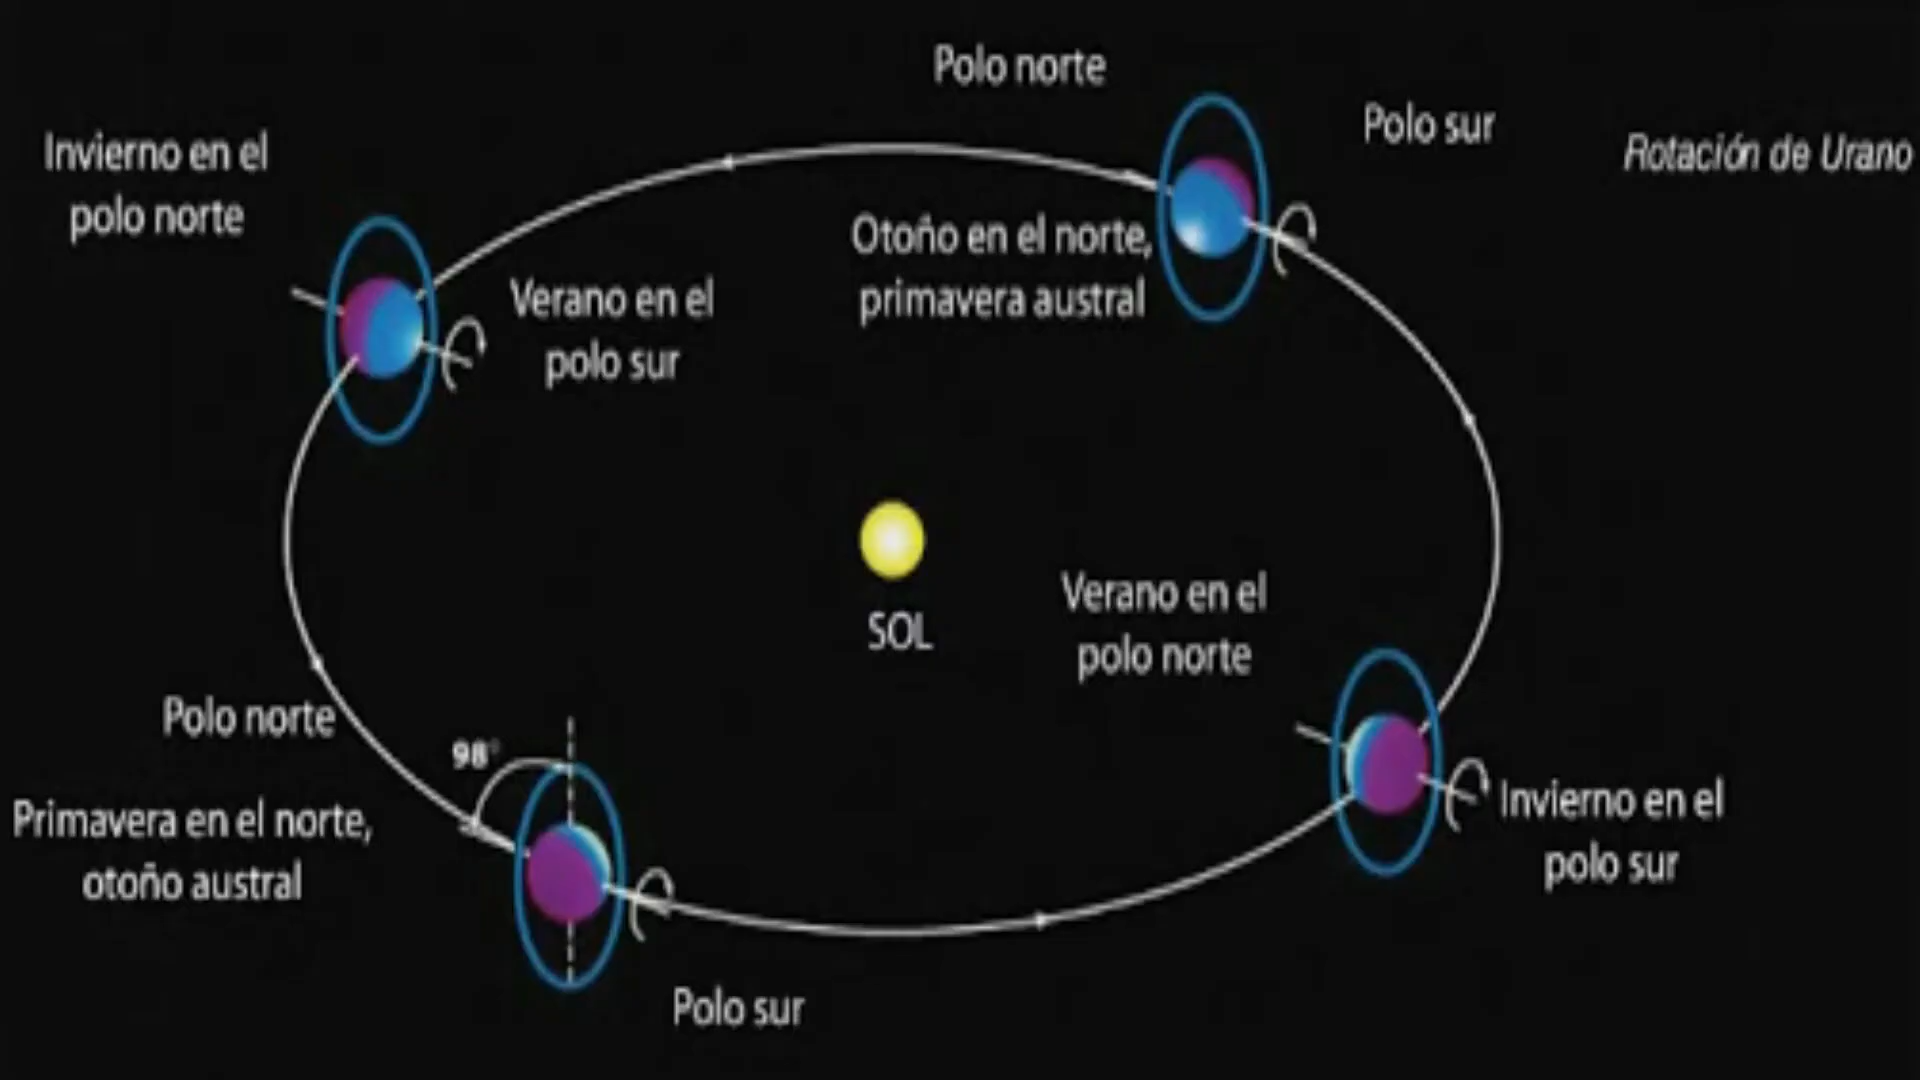 Polo norte
Polo sur
Rotación de Urano
Invierno en el
polo norte
Verano en el
polo sur
Otoño en el norte,
primavera austral
SOL
Verano en el
polo norte
Invierno en el
polo sur
Polo norte
98°
Primavera en el norte,
otoño austral
Polo sur